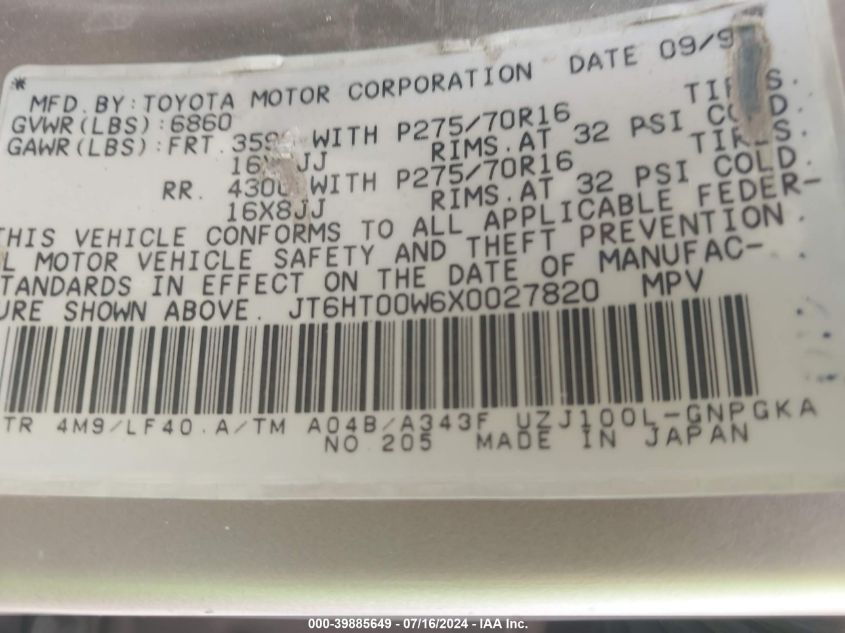 *
MFD. BY: TOYOTA MOTOR CORPORATION DATE 09/9
GVWR(LBS): 6860
GAWR(LBS): FRT. WITH P275/70R16
RIMS. AT 32 PSI COLD.
RR. WITH P275/70R16 TIRES.
16X8JJ RIMS. AT 32 PSI COLD.
THIS VEHICLE CONFORMS TO ALL APPLICABLE FEDER-
L MOTOR VEHICLE SAFETY AND THEFT PREVENTION
TANDARDS IN EFFECT ON THE DATE OF MANUFAC-
URE SHOWN ABOVE. JT6HT00W6X0027820 MPV
TR 4M9/LF40. A/TM A04B/A343F UZJ100L-GNPGKA
NO.205 MADE IN JAPAN
000-39885649 - 07/16/2024 - IAA Inc.